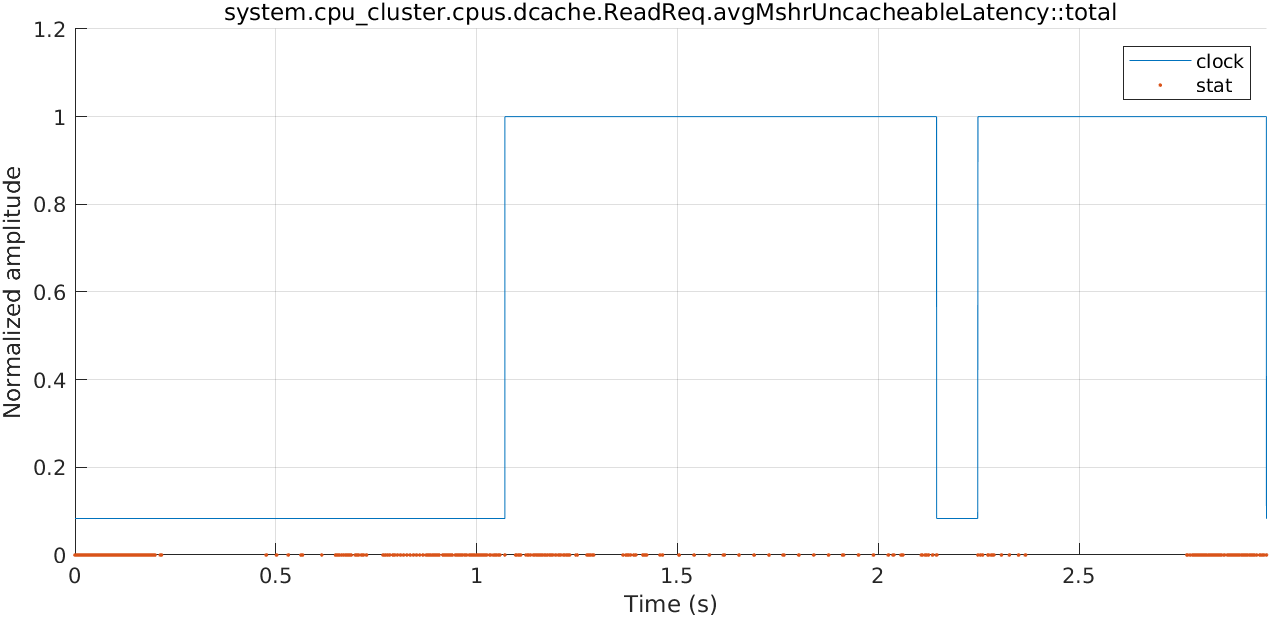 system.cpu_cluster.cpus.dcache.ReadReq.avgMshrUncacheableLatency::total
1.2
1
0.8
0.6
0.4
0.2
0
Normalized amplitude
clock
stat
0 0.5 1 1.5 2 2.5
Time (s)